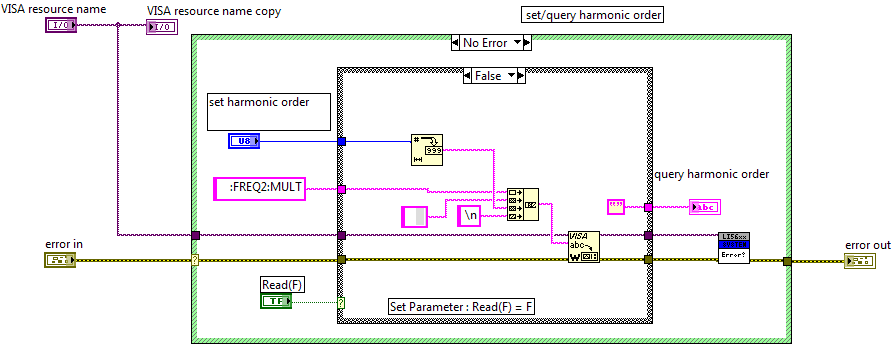 VISA resource name
VISA resource name copy
set/query harmonic order
I/O
I/O
No Error
False
set harmonic order
U8
#
999
:FREQ2:MULT
\n
query harmonic order
""
abc
VISA
abc
W
Error?
error in
error out
?
Read(F)
TF
?
Set Parameter : Read(F) = F